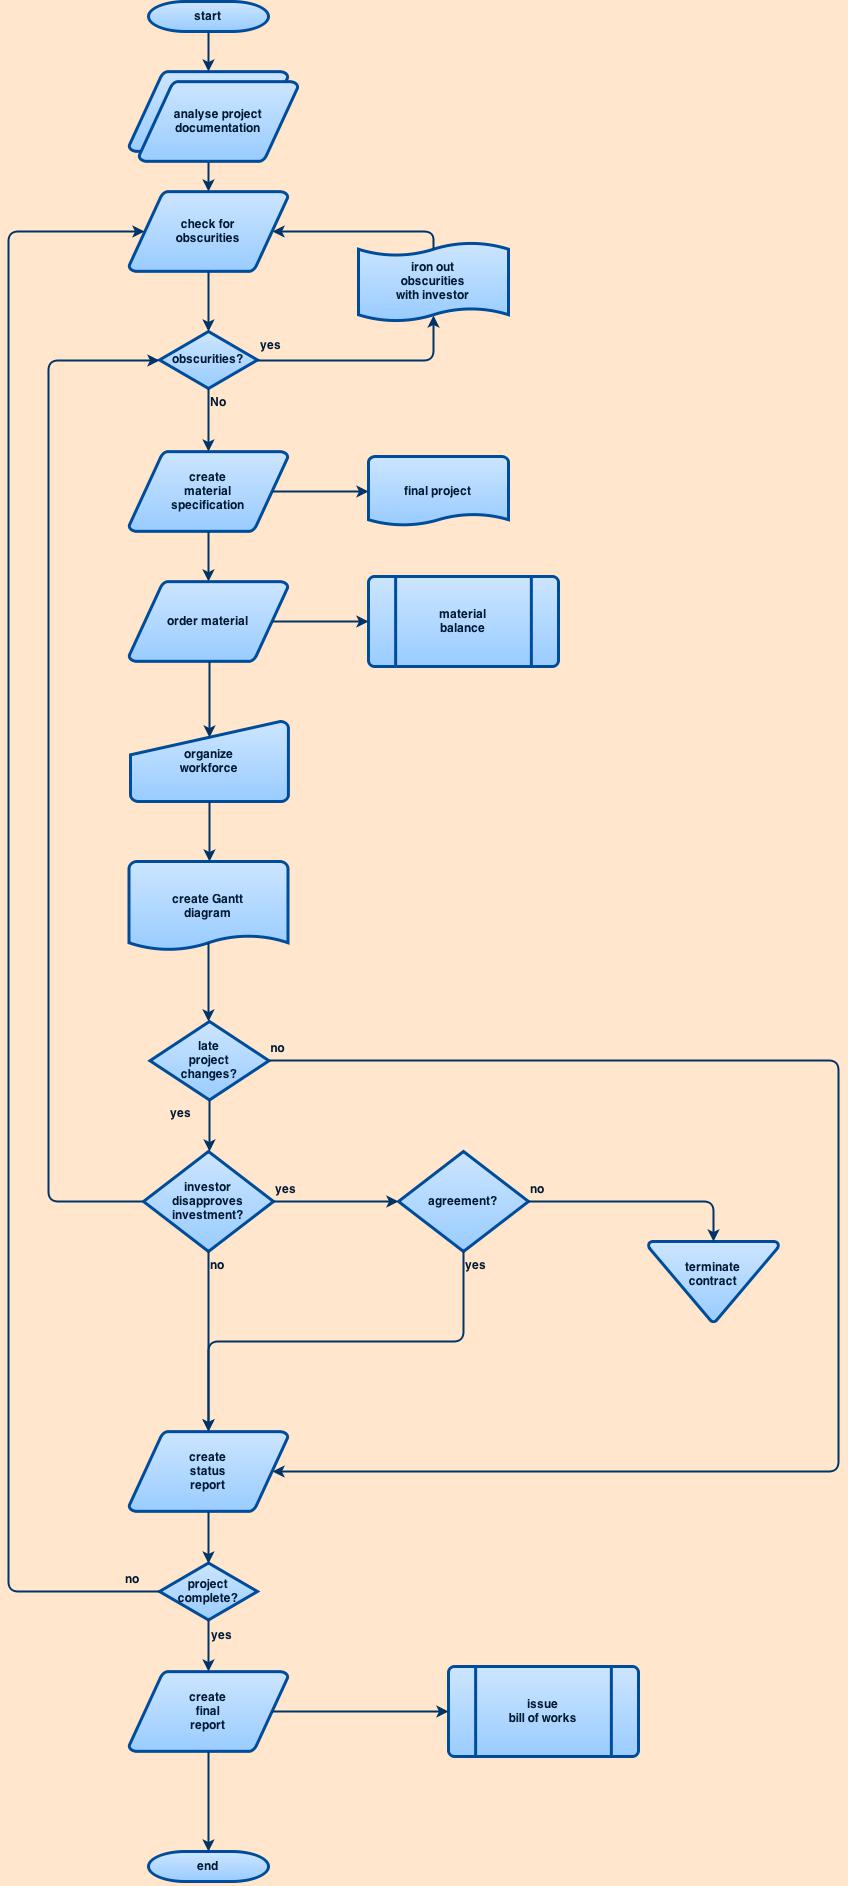 start
analyse project
documentation
check for
obscurities
iron out
obscurities
with investor
obscurities?
yes
No
create
material
specification
final project
order material
material
balance
organize
workforce
create Gantt
diagram
late
project
changes?
no
yes
investor
disapproves
investment?
yes
agreement?
no
no
yes
terminate
contract
create
status
report
project
complete?
no
yes
create
final
report
issue
bill of works
end